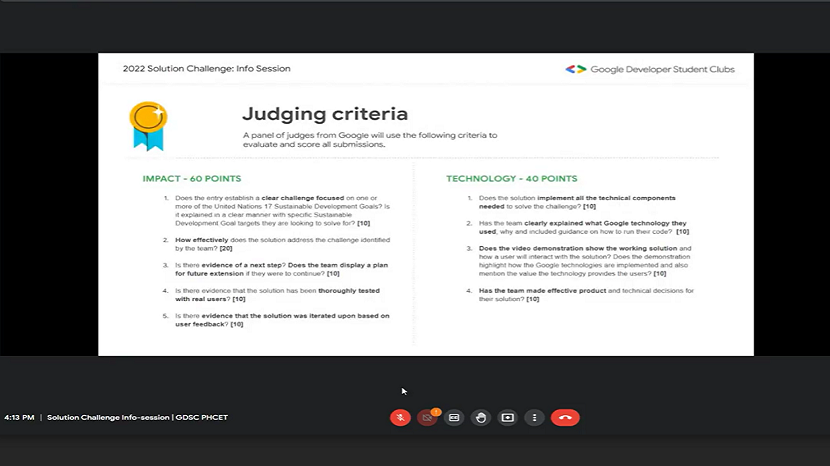 2022 Solution Challenge: Info Session
Google Developer Student Clubs
Judging criteria
A panel of judges from Google will use the following criteria to
evaluate and score all submissions.
IMPACT - 60 POINTS
1. Does the entry establish a clear challenge focused on one or
more of the United Nations 17 Sustainable Development Goals? Is
it explained in a clear manner with specific Sustainable
Development Goal targets they are looking to solve for? [10]
2. How effectively does the solution address the challenge identified
by the team? [20]
3. Is there evidence of a next step? Does the team display a plan
for future extension if they were to continue? [10]
4. Is there evidence that the solution has been thoroughly tested
with real users? [10]
5. Is there evidence that the solution was iterated upon based on
user feedback? [10]
TECHNOLOGY - 40 POINTS
1. Does the solution implement all the technical components
needed to solve the challenge? [10]
2. Has the team clearly explained what Google technology they
used, why and included guidance on how to run their code? [10]
3. Does the video demonstration show the working solution and
how a user will interact with the solution? Does the demonstration
highlight how the Google technologies are implemented and also
mention the value the technology provides the users? [10]
4. Has the team made effective product and technical decisions for
their solution? [10]
4:13 PM | Solution Challenge Info-session | GDSC PHCET